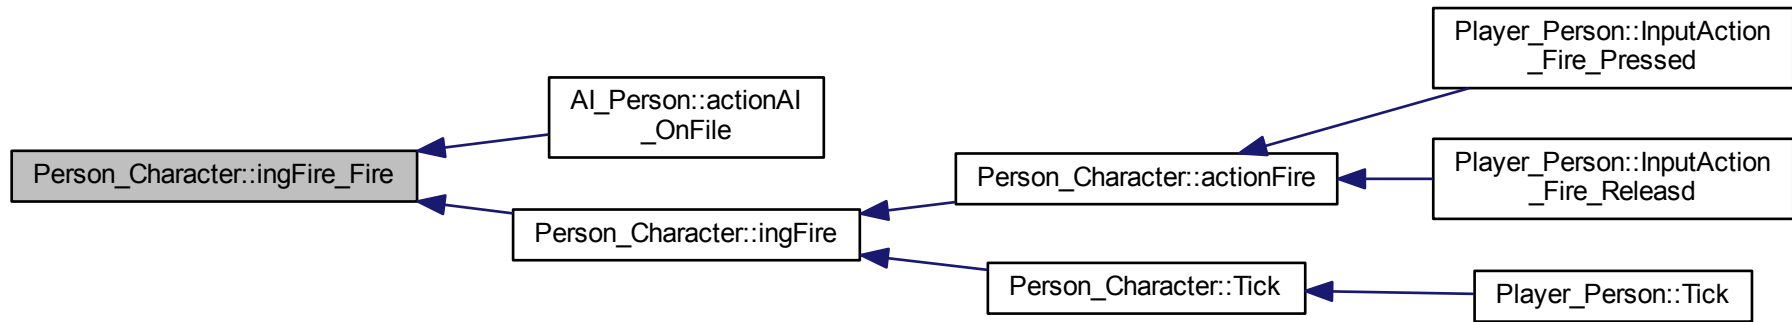 Player_Person::InputAction
_Fire_Pressed
AI_Person::actionAI
_OnFile
Person_Character::ingFire_Fire
Person_Character::actionFire
Player_Person::InputAction
_Fire_Releasd
Person_Character::ingFire
Person_Character::Tick
Player_Person::Tick